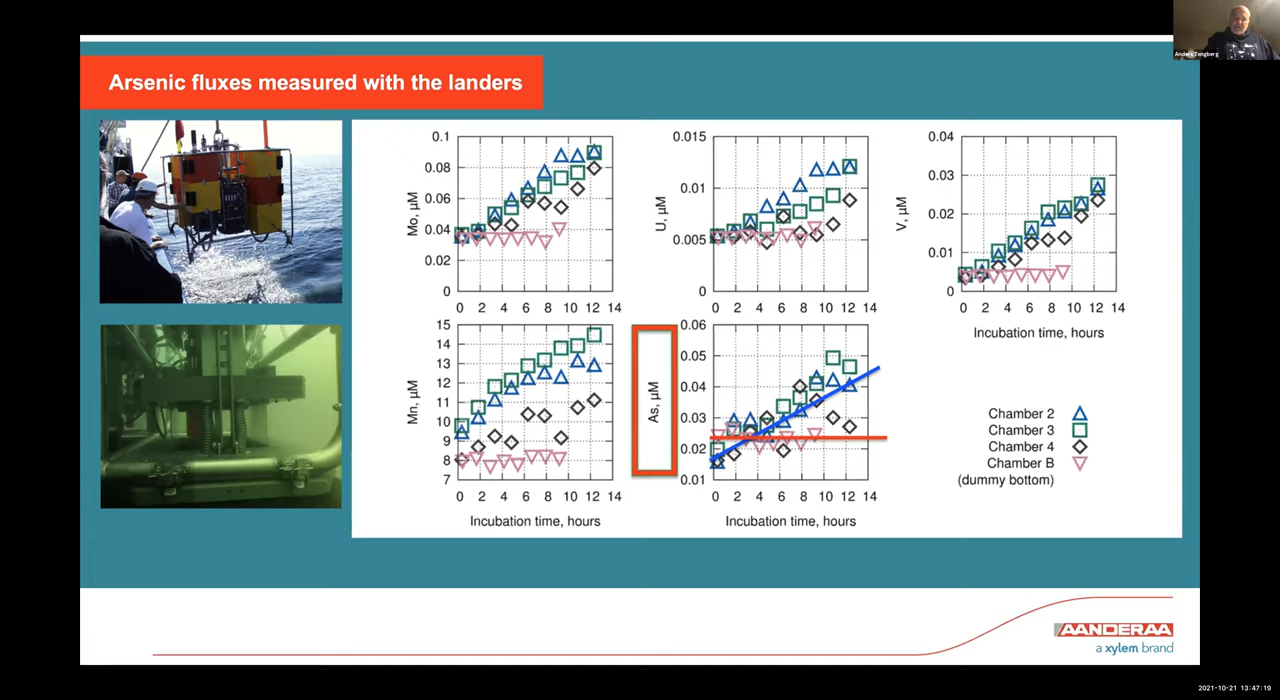 Anders Tengberg
Arsenic fluxes measured with the landers
Mo, µM
0.1
0.08
0.06
0.04
0.02
0
0 2 4 6 8 10 12 14
U, µM
0.015
0.01
0.005
0
0 2 4 6 8 10 12 14
V, µM
0.04
0.03
0.02
0.01
0
0 2 4 6 8 10 12 14
Incubation time, hours
Mn, µM
15
14
13
12
11
10
9
8
7
0 2 4 6 8 10 12 14
Incubation time, hours
As, µM
0.06
0.05
0.04
0.03
0.02
0.01
0 2 4 6 8 10 12 14
Incubation time, hours
Chamber 2
Chamber 3
Chamber 4
Chamber B
(dummy bottom)
AANDERAA
a xylem brand
2021-10-21 13:47:19